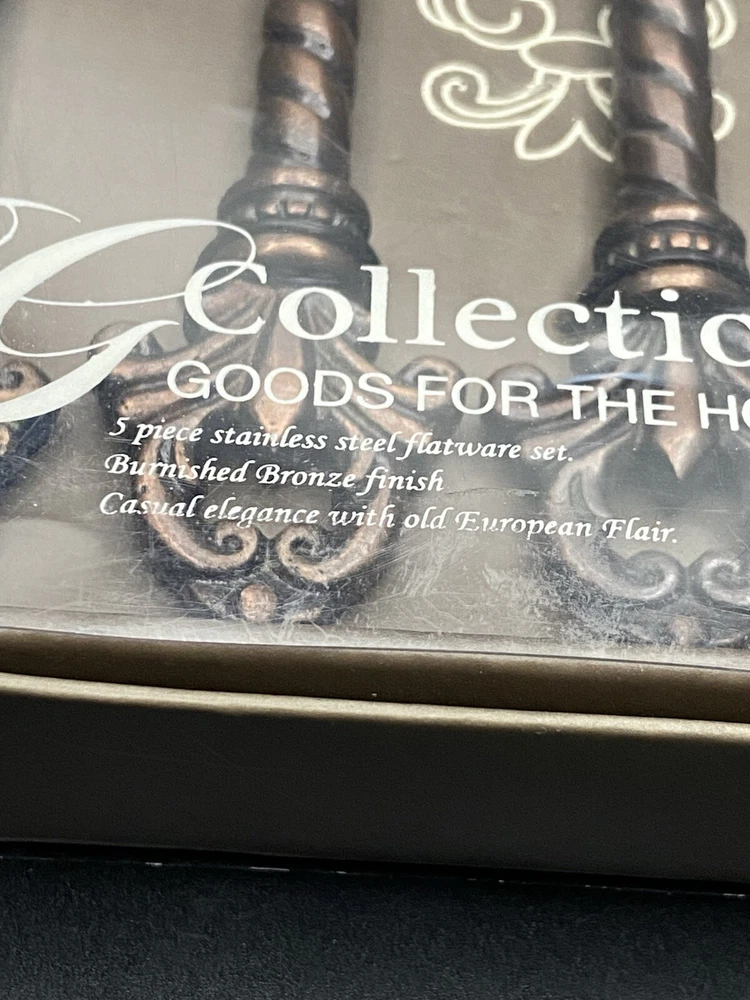 G Collectio
GOODS FOR THE HO
5 piece stainless steel flatware set.
Burnished Bronze finish
Casual elegance with old European Flair.